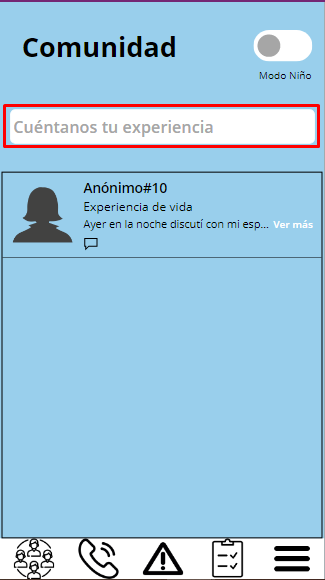 Comunidad
Modo Niño
Cuéntanos tu experiencia
Anónimo#10
Experiencia de vida
Ayer en la noche discutí con mi esp... Ver más